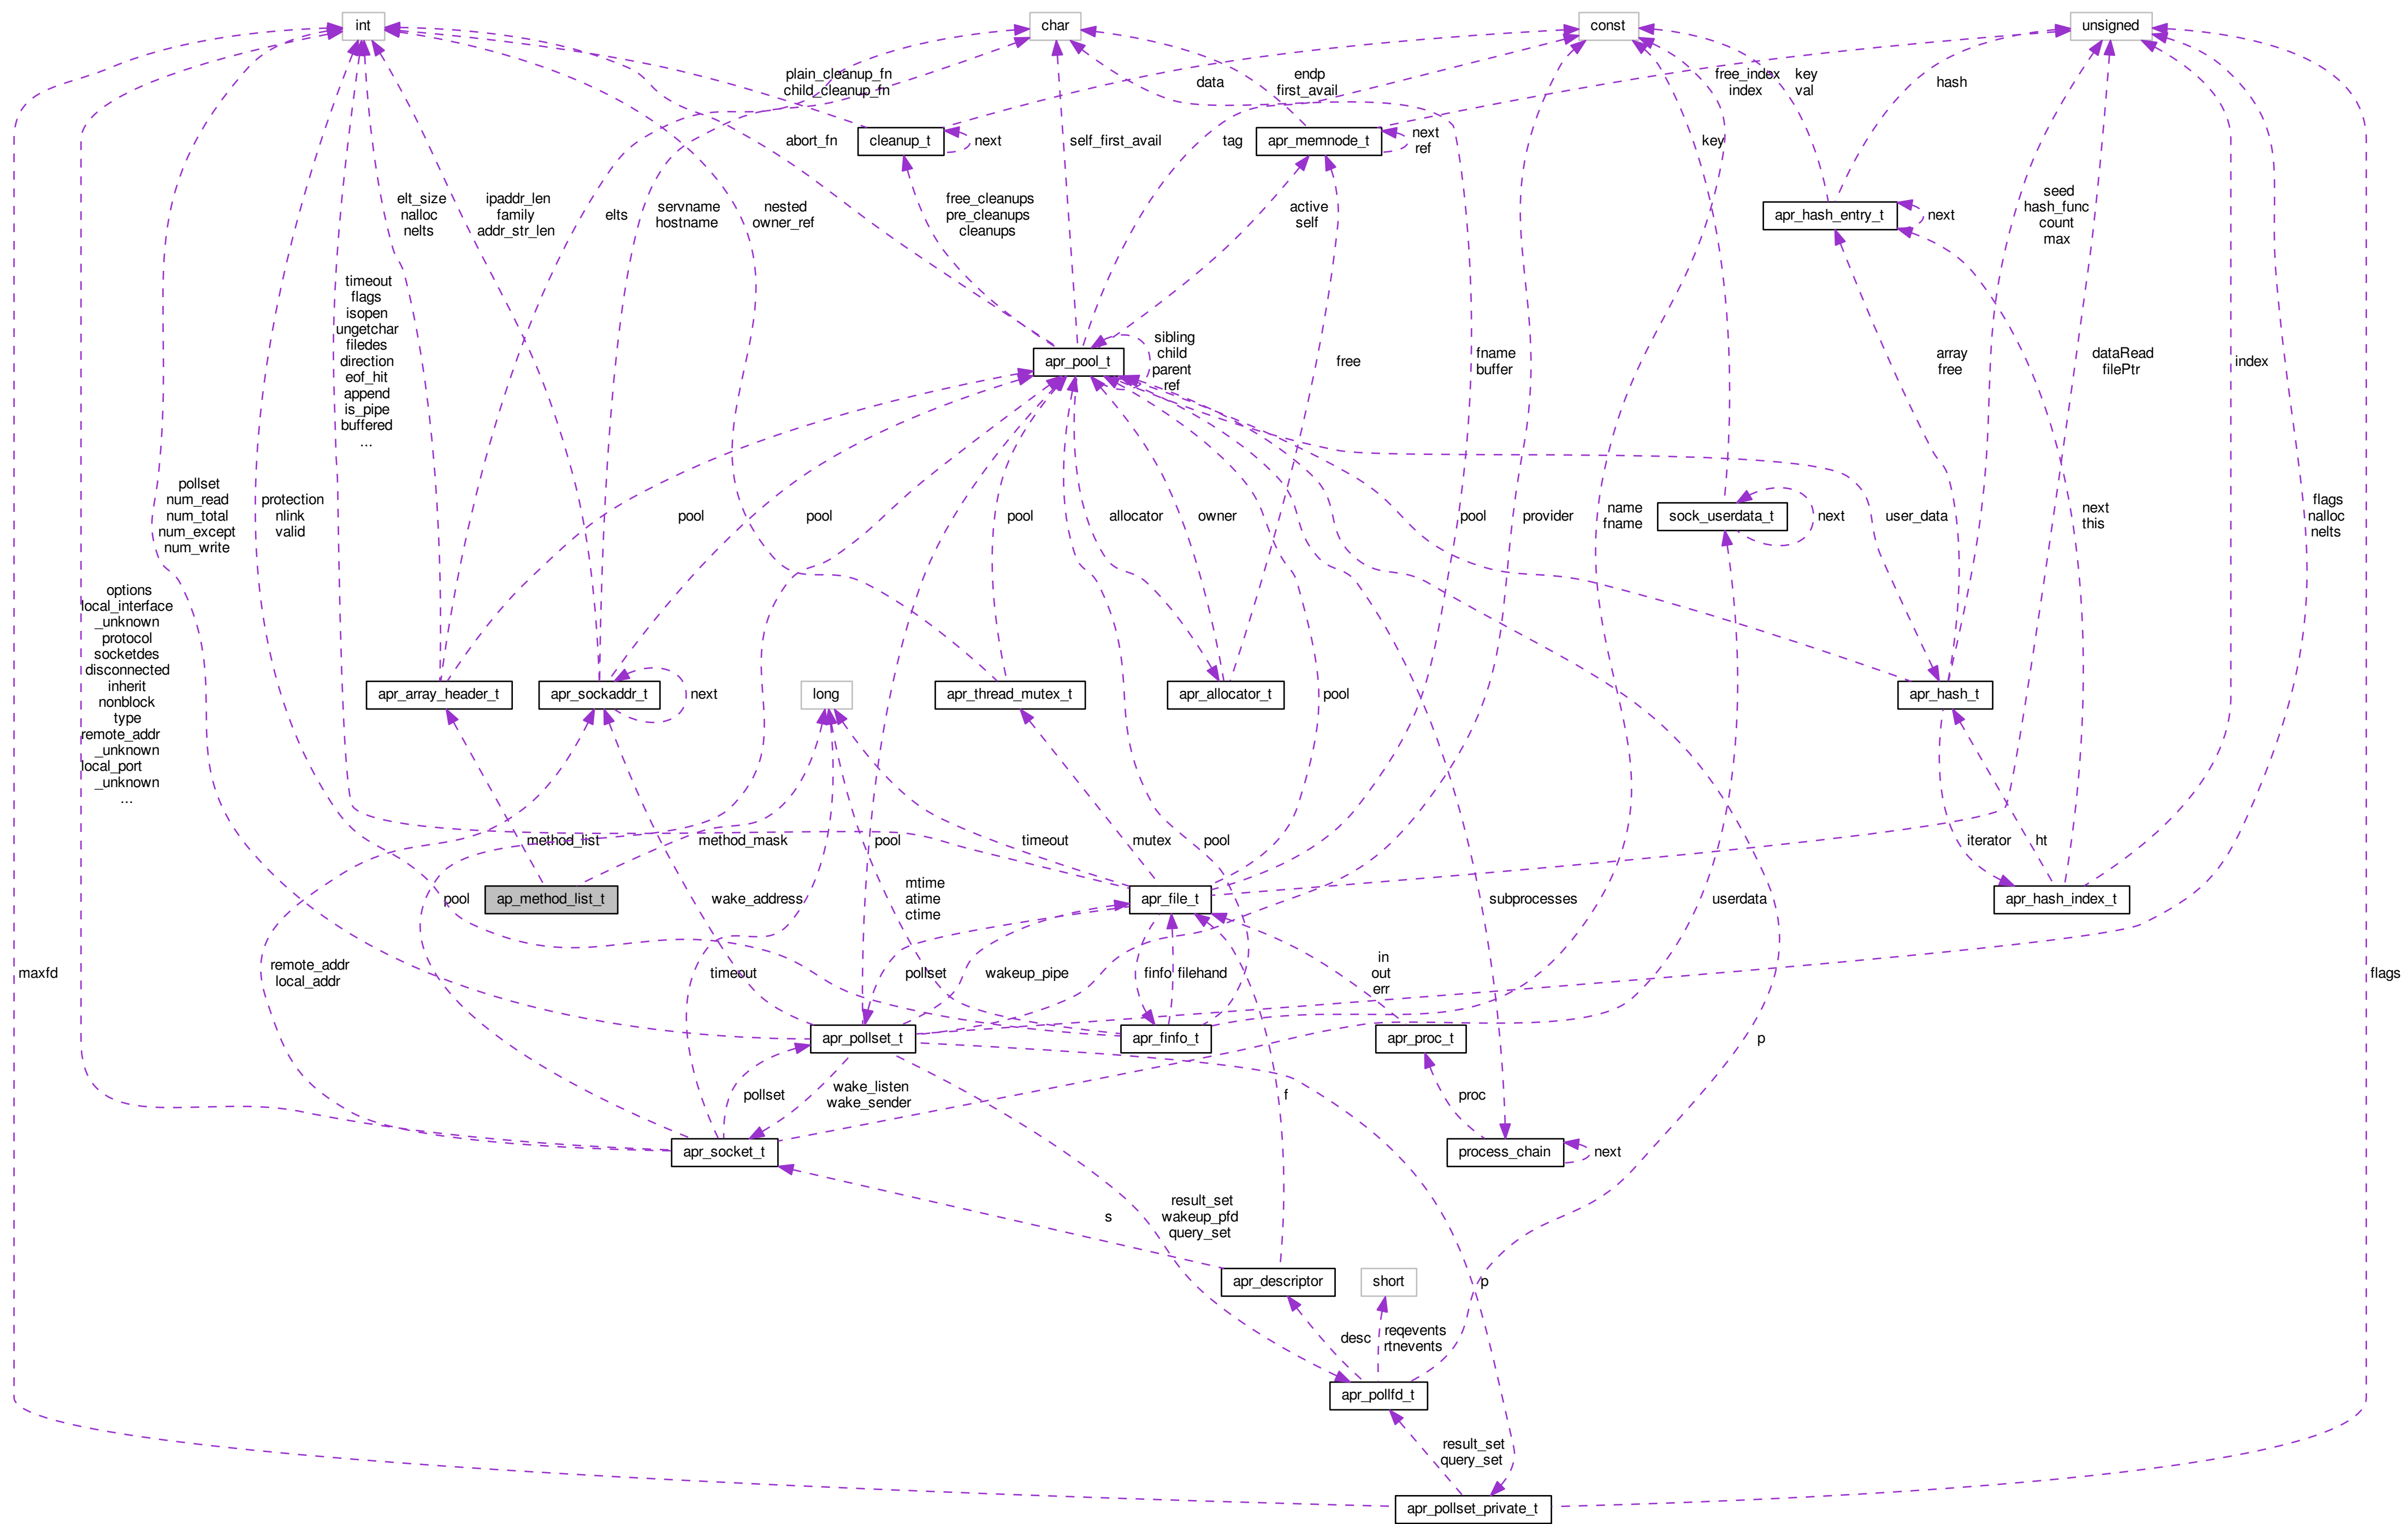 int
char
const
unsigned
plain_cleanup_fn
child_cleanup_fn
data
endp
first_avail
free_index
index
key
val
hash
abort_fn
cleanup_t
next
self_first_avail
tag
apr_memnode_t
next
ref
key
elt_size
nalloc
nelts
ipaddr_len
family
addr_str_len
elts
servname
hostname
nested
owner_ref
free_cleanups
pre_cleanups
cleanups
active
self
apr_hash_entry_t
next
seed
hash_func
count
max
timeout
flags
isopen
ungetchar
filedes
direction
eof_hit
append
is_pipe
buffered
...
apr_pool_t
sibling
child
parent
ref
free
fname
buffer
array
free
dataRead
filePtr
index
pollset
num_read
num_total
num_except
num_write
protection
nlink
valid
pool
pool
pool
allocator
owner
pool
provider
name
fname
sock_userdata_t
next
user_data
next
this
flags
nalloc
nelts
options
local_interface
_unknown
protocol
socketdes
disconnected
inherit
nonblock
type
remote_addr
_unknown
local_port
_unknown
...
apr_array_header_t
apr_sockaddr_t
next
long
apr_thread_mutex_t
apr_allocator_t
pool
apr_hash_t
method_list
method_mask
pool
timeout
mutex
pool
iterator
ht
ap_method_list_t
pool
wake_address
mtime
atime
ctime
apr_file_t
subprocesses
userdata
apr_hash_index_t
maxfd
remote_addr
local_addr
timeout
pollset
wakeup_pipe
finfo
filehand
in
out
err
flags
apr_pollset_t
apr_finfo_t
apr_proc_t
p
pollset
wake_listen
wake_sender
f
proc
apr_socket_t
process_chain
next
s
result_set
wakeup_pfd
query_set
apr_descriptor
short
p
desc
reqevents
rtnevents
apr_pollfd_t
result_set
query_set
apr_pollset_private_t